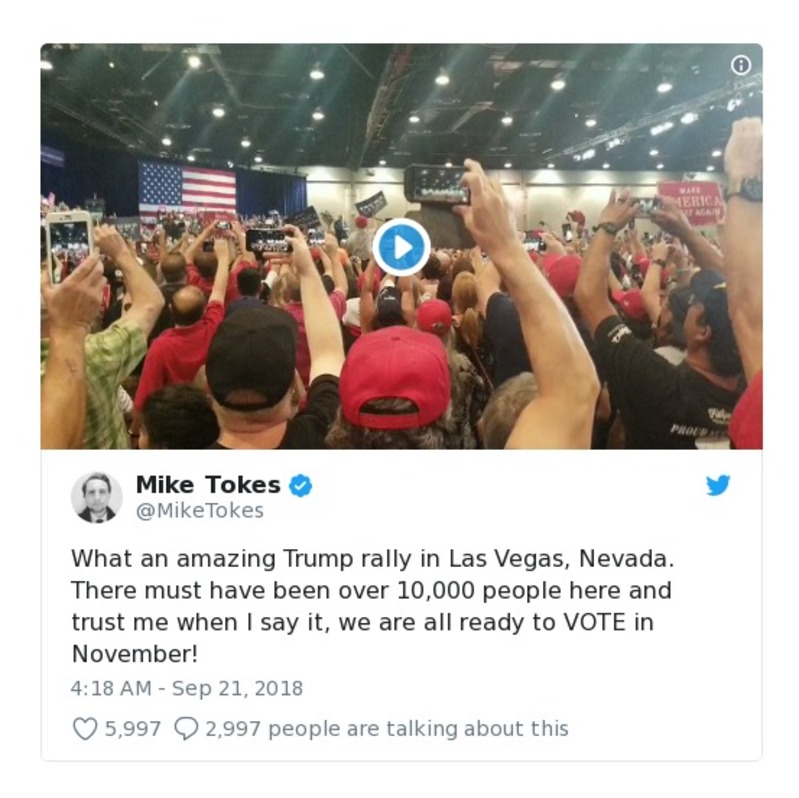 MAKE
AMERICA
GREAT AGAIN
PROUD
Mike Tokes
@MikeTokes
What an amazing Trump rally in Las Vegas, Nevada.
There must have been over 10,000 people here and
trust me when I say it, we are all ready to VOTE in
November!
4:18 AM - Sep 21, 2018
5,997 2,997 people are talking about this